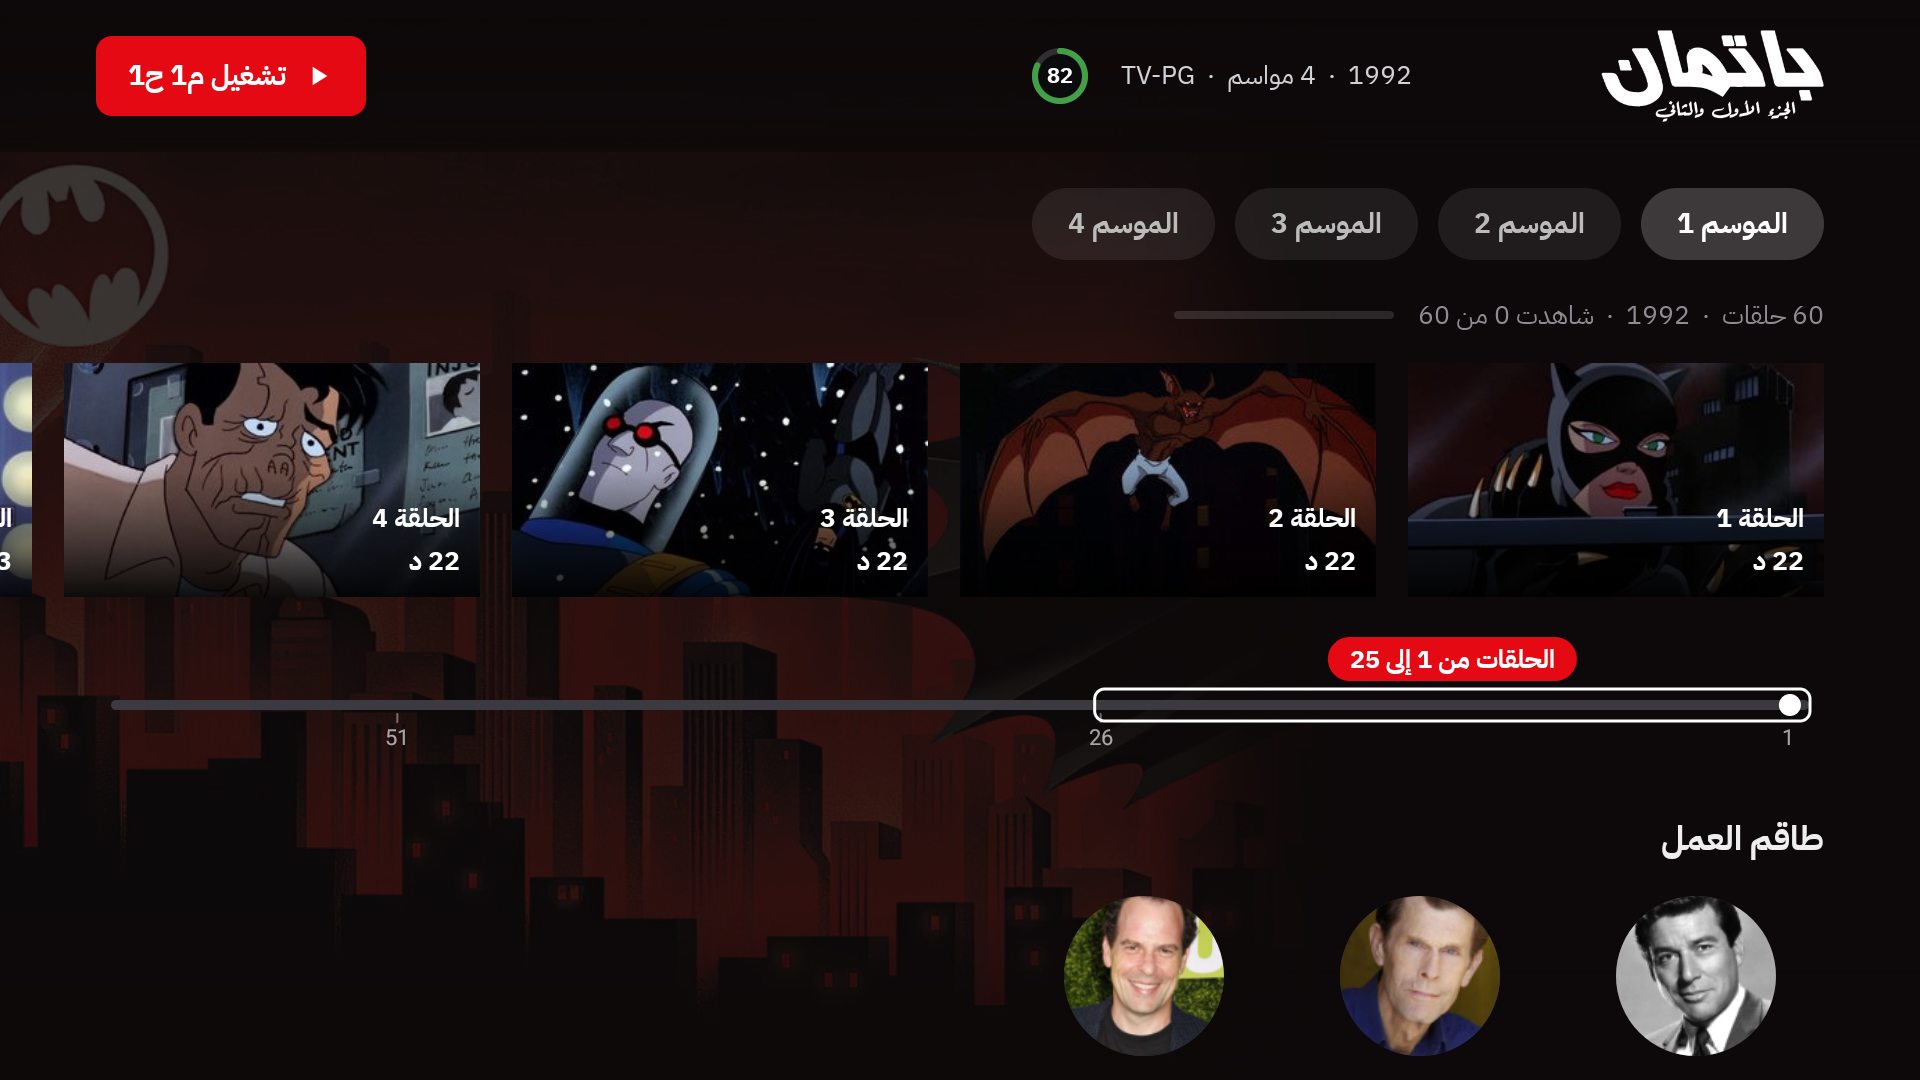 باتمان
الجزء الأول والثاني
1992 · 4 مواسم · TV-PG
82
تشغيل م1 ح1
الموسم 1
الموسم 2
الموسم 3
الموسم 4
60 حلقات · 1992 · شاهدت 0 من 60
الحلقة 1
22 د
الحلقة 2
22 د
الحلقة 3
22 د
الحلقة 4
22 د
الحلقات من 1 إلى 25
1
26
51
طاقم العمل